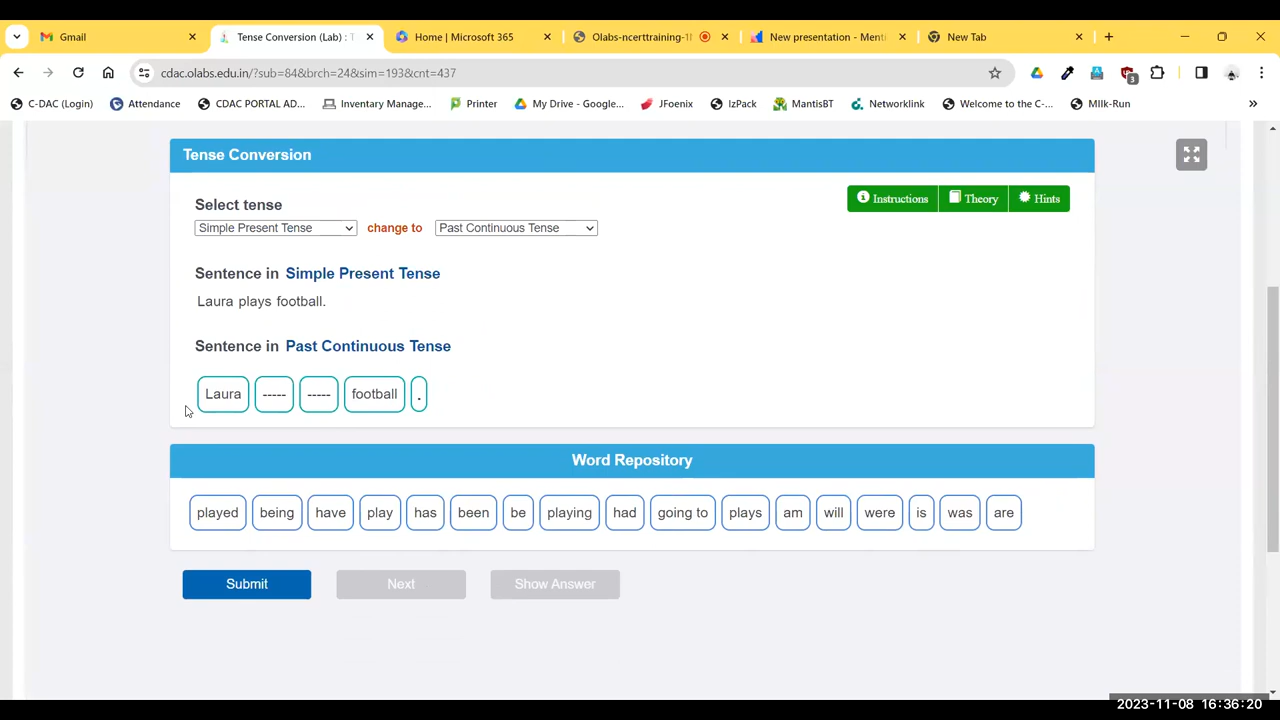 Gmail
Tense Conversion (Lab) : T
Home | Microsoft 365
Olabs-ncerttraining-1
New presentation - Menti
New Tab
cdac.olabs.edu.in/?sub=84&brch=24&sim=193&cnt=437
3
C-DAC (Login)
Attendance
CDAC PORTAL AD...
Inventary Manage...
Printer
My Drive - Google...
JFoenix
IzPack
MantisBT
Networklink
Welcome to the C-...
MIlk-Run
Tense Conversion
Select tense
Instructions
Theory
Hints
Simple Present Tense
change to
Past Continuous Tense
Sentence in Simple Present Tense
Laura plays football.
Sentence in Past Continuous Tense
Laura ----- ----- football .
Word Repository
played being have play has been be playing had going to plays am will were is was are
Submit
Next
Show Answer
2023-11-08 16:36:20